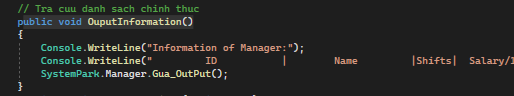 // Tra cuu danh sach chinh thuc
public void OuputInformation()
{
Console.WriteLine("Information of Manager:");
Console.WriteLine("        ID         |       Name        |Shifts|  Salary/1
SystemPark.Manager.Gua_OutPut();
}